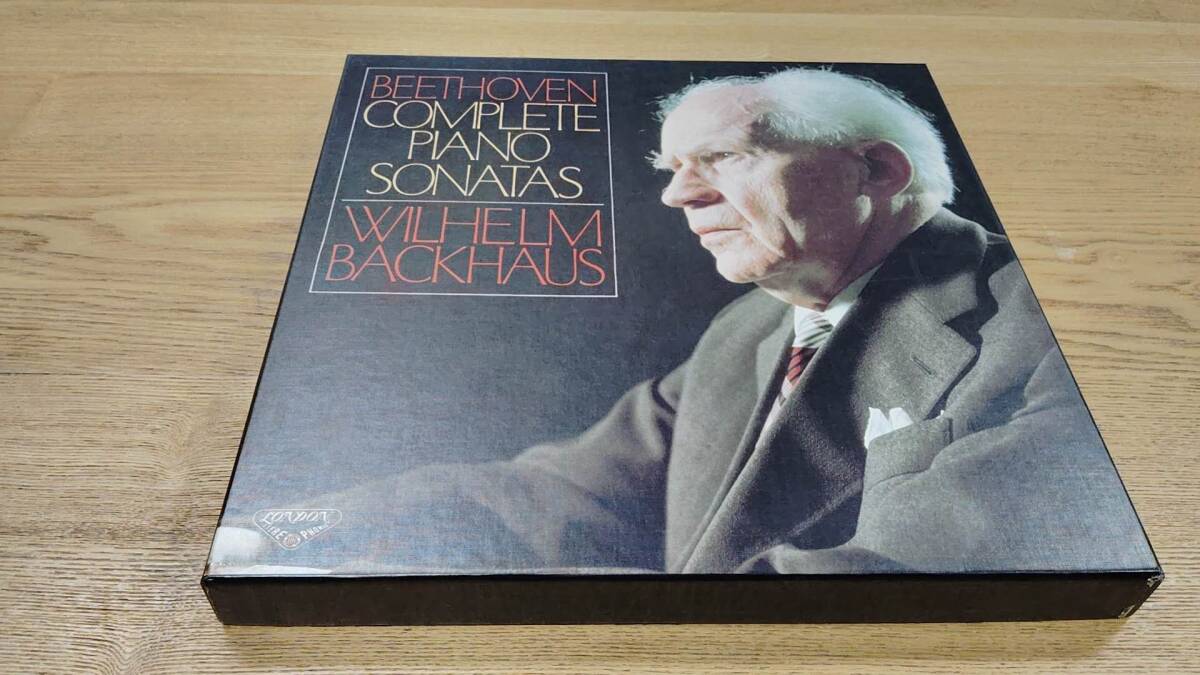 BEETHOVEN
COMPLETE
PIANO
SONATAS
WILHELM
BACKHAUS
LONDON